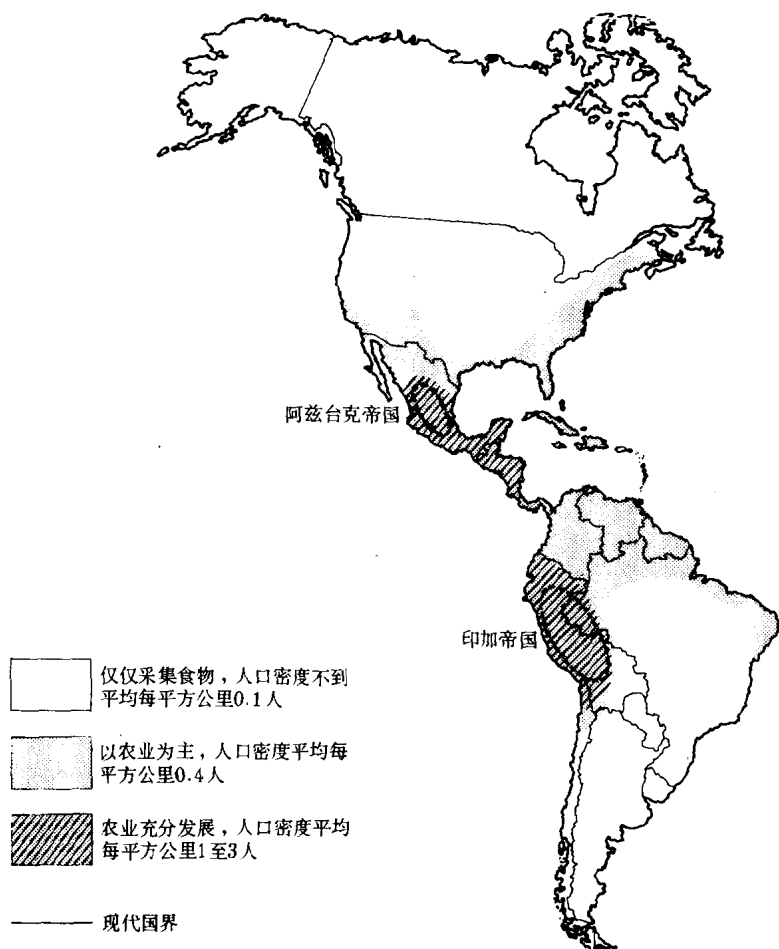 阿兹台克帝国
印加帝国
仅仅采集食物，人口密度不到
平均每平方公里0.1人
以农业为主，人口密度平均每
平方公里0.4人
农业充分发展，人口密度平均
每平方公里1至3人
现代国界